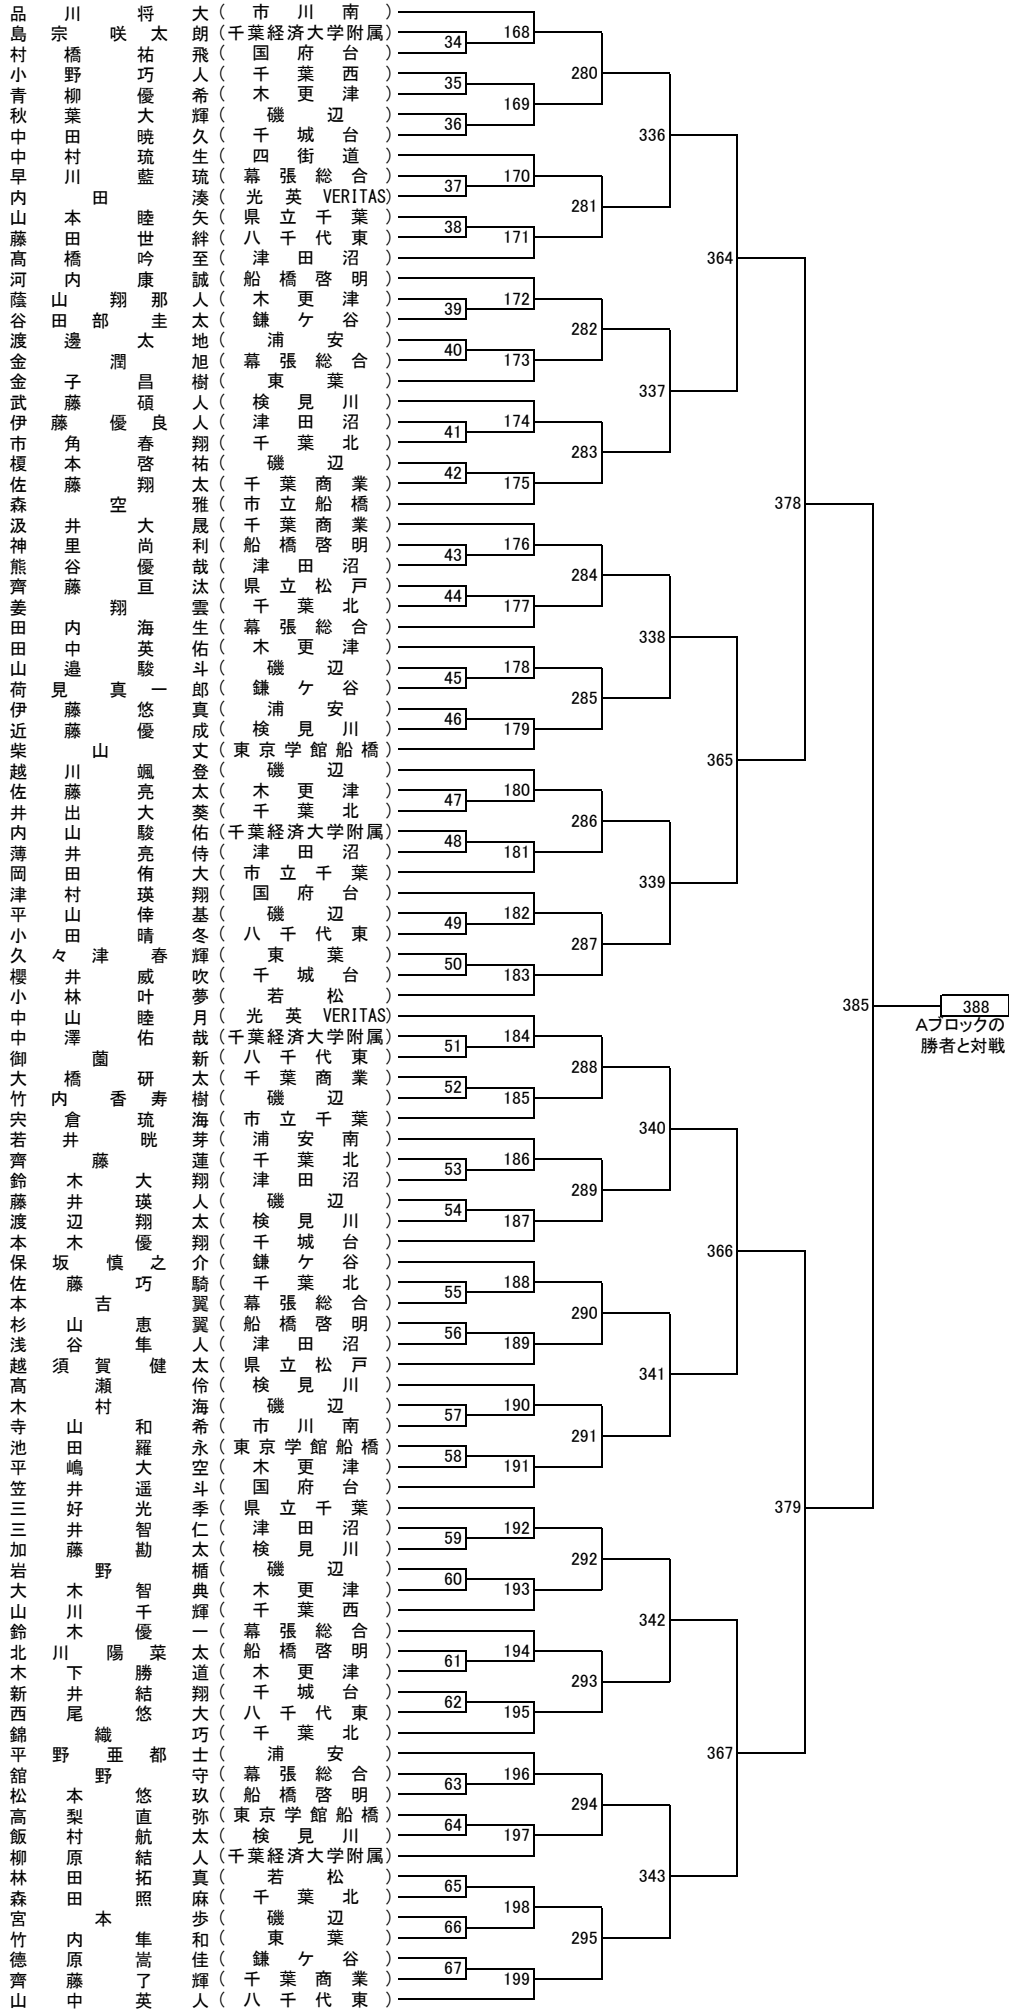 品川将大(市川南)
島宗咲太朗(千葉経済大学附属)
村橋祐飛(国府台)
小野巧人(千葉西)
青柳優希(木更津)
秋葉大輝(磯辺)
中田暁久(千城台)
中村琉生(四街道)
早川藍琉(幕張総合)
内田湊(光英VERITAS)
山本睦矢(県立千葉)
藤田世絆(八千代東)
髙橋吟至(津田沼)
河内康誠(船橋啓明)
蔭山翔那人(木更津)
谷田部圭太(鎌ケ谷)
渡邊太地(浦安)
金潤旭(幕張総合)
金子昌樹(東葉)
武藤碩人(検見川)
伊藤優良人(津田沼)
市角春翔(千葉北)
榎本啓祐(磯辺)
佐藤翔太(千葉商業)
森空雅(市立船橋)
汲井大晟(千葉商業)
神里尚利(船橋啓明)
熊谷優哉(津田沼)
齊藤亘汰(県立松戸)
姜翔雲(千葉北)
田内海生(幕張総合)
田中英佑(木更津)
山邉駿斗(磯辺)
荷見真一郎(鎌ケ谷)
伊藤悠真(浦安)
近藤優成(検見川)
柴山丈(東京学館船橋)
越川颯登(磯辺)
佐藤亮太(木更津)
井出大葵(千葉北)
内山駿佑(千葉経済大学附属)
薄井亮侍(津田沼)
岡田侑大(市立千葉)
津村瑛翔(国府台)
平山倖基(磯辺)
小田晴冬(八千代東)
久々津春輝(東葉)
櫻井威吹(千城台)
小林叶夢(若松)
中山睦月(光英VERITAS)
中澤佑哉(千葉経済大学附属)
御薗新(八千代東)
大橋研太(千葉商業)
竹内香寿樹(磯辺)
宍倉琉海(市立千葉)
若井晄芽(浦安南)
齊藤蓮(千葉北)
鈴木大翔(津田沼)
藤井瑛人(磯辺)
渡辺翔太(検見川)
本木優翔(千城台)
保坂慎之介(鎌ケ谷)
佐藤巧騎(千葉北)
本吉翼(幕張総合)
杉山恵翼(船橋啓明)
浅谷隼人(津田沼)
越須賀健太(県立松戸)
髙瀬伶(検見川)
木村海(磯辺)
寺山和希(市川南)
池田羅永(東京学館船橋)
平嶋大空(木更津)
笠井遥斗(国府台)
三好光季(県立千葉)
三井智仁(津田沼)
加藤勘太(検見川)
岩野楯(磯辺)
大木智典(木更津)
山川千輝(千葉西)
鈴木優一(幕張総合)
北川陽菜太(船橋啓明)
木下勝道(木更津)
新井結翔(千城台)
西尾悠大(八千代東)
錦織巧(千葉北)
平野亜都士(浦安)
舘野守(幕張総合)
松本悠玖(船橋啓明)
高梨直弥(東京学館船橋)
飯村航太(検見川)
柳原結人(千葉経済大学附属)
林田拓真(若松)
森田照麻(千葉北)
宮本歩(磯辺)
竹内隼和(東葉)
德原嵩佳(鎌ケ谷)
齊藤了輝(千葉商業)
山中英人(八千代東)
34
35
36
37
38
39
40
41
42
43
44
45
46
47
48
49
50
51
52
53
54
55
56
57
58
59
60
61
62
63
64
65
66
67
168
169
170
171
172
173
174
175
176
177
178
179
180
181
182
183
184
185
186
187
188
189
190
191
192
193
194
195
196
197
198
199
280
281
282
283
284
285
286
287
288
289
290
291
292
293
294
295
336
337
338
339
340
341
342
343
364
365
366
367
378
379
385
388
Aブロックの
勝者と対戦